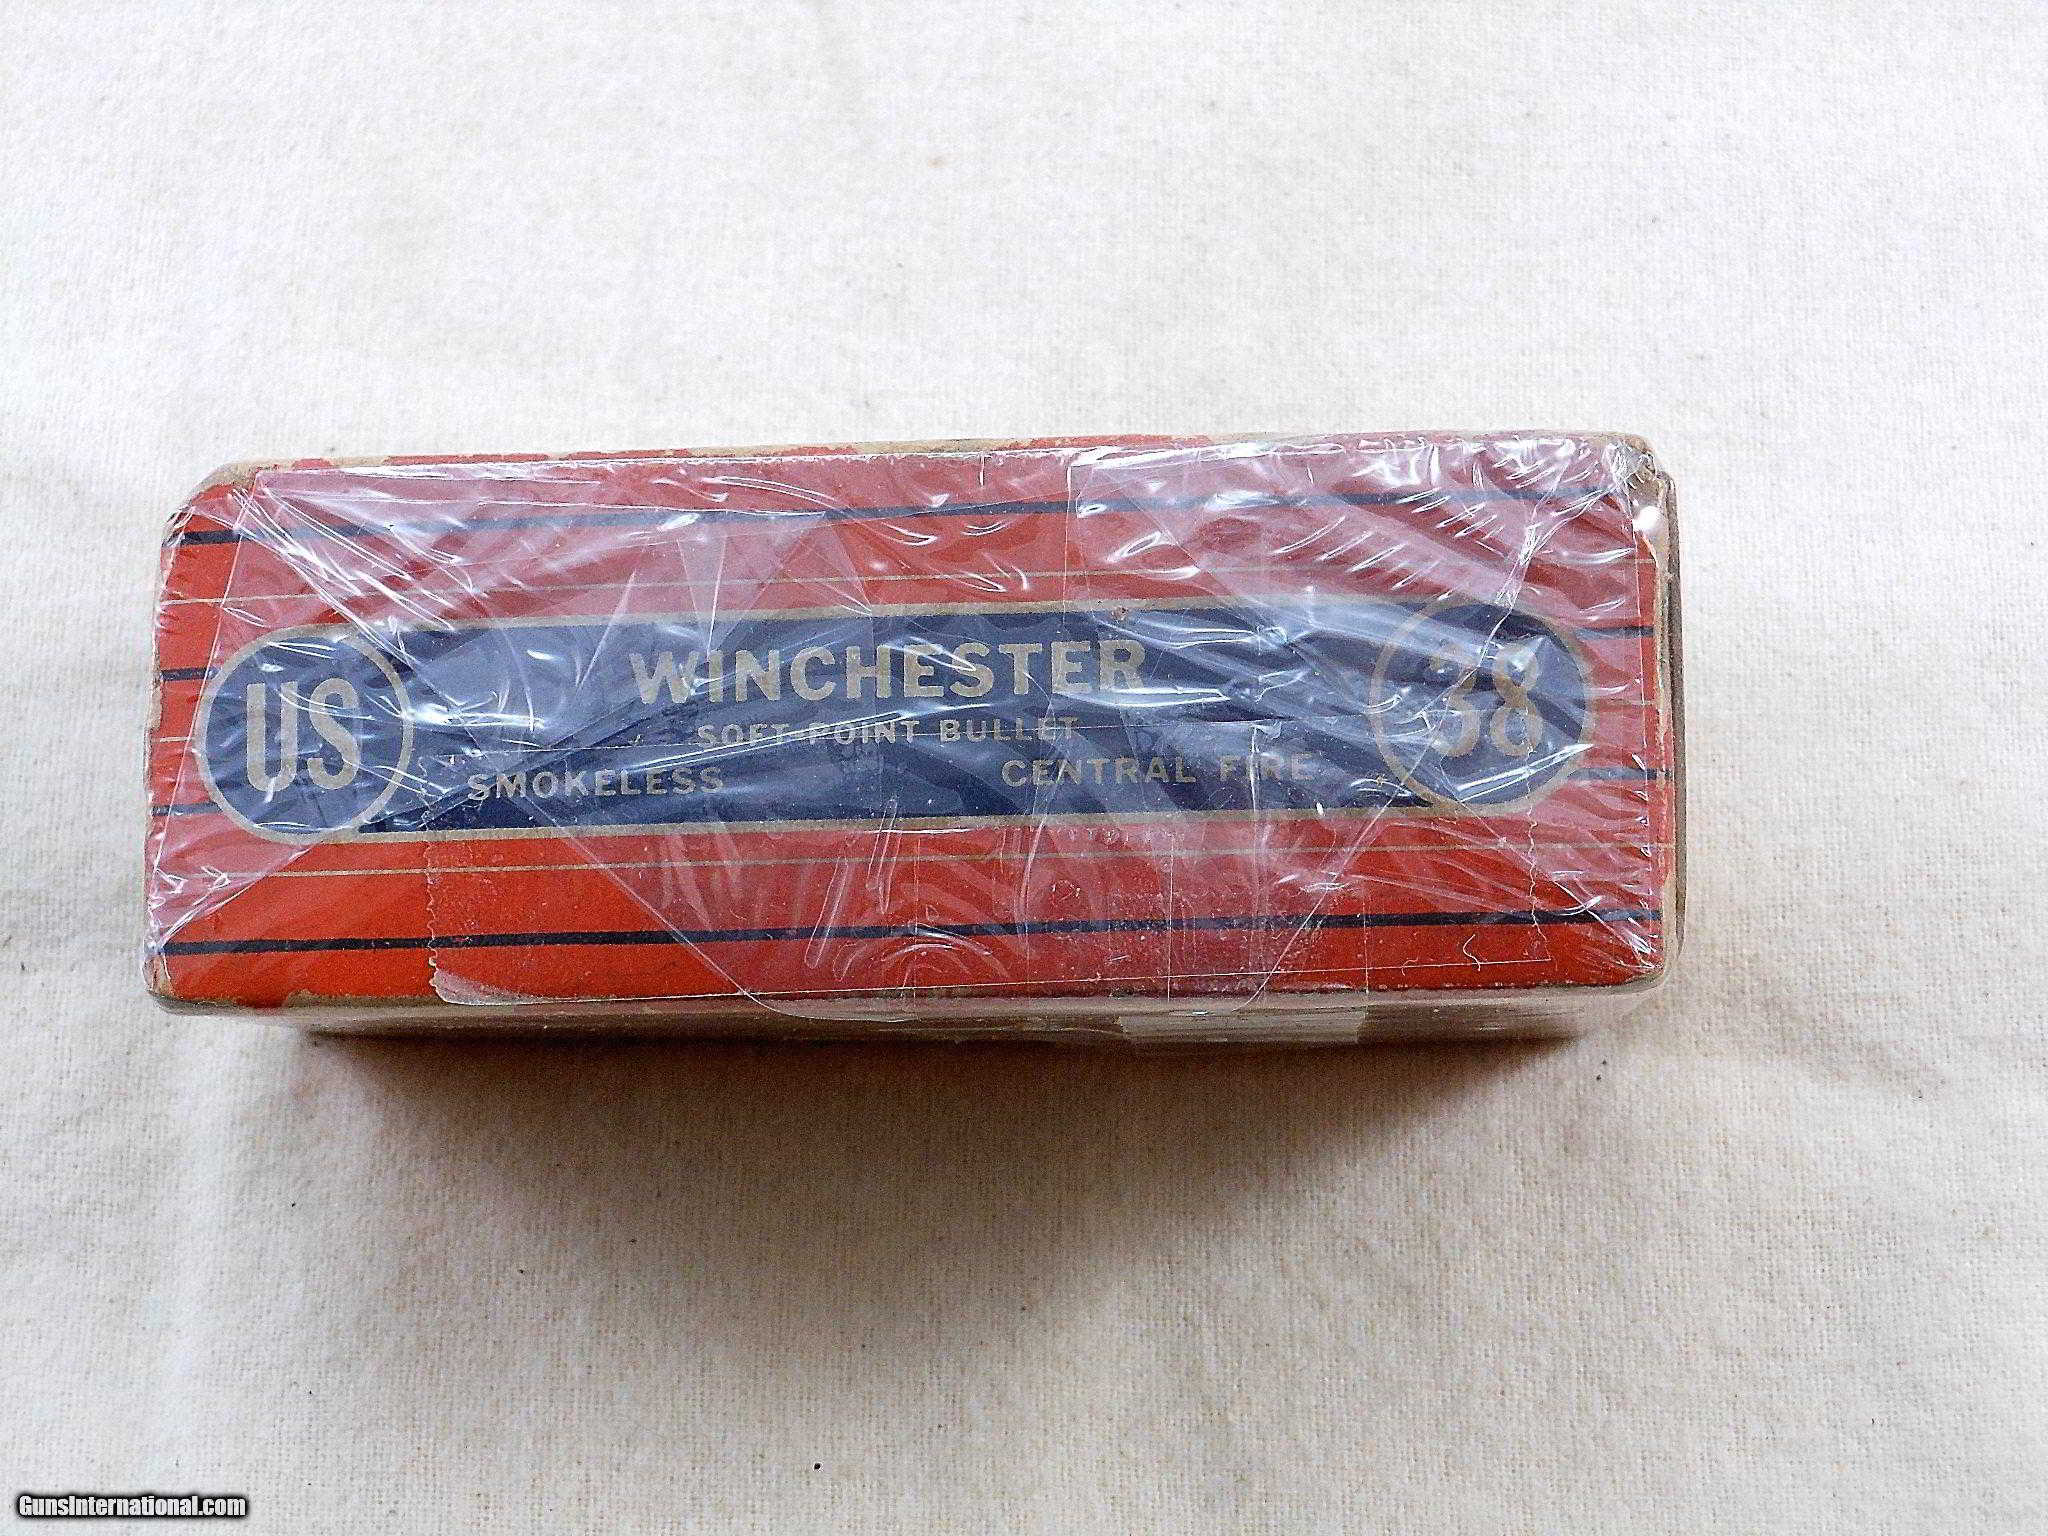 US
WINCHESTER
38
SOFT-POINT BULLET
SMOKELESS
CENTRAL FIRE
GunsInternational.com